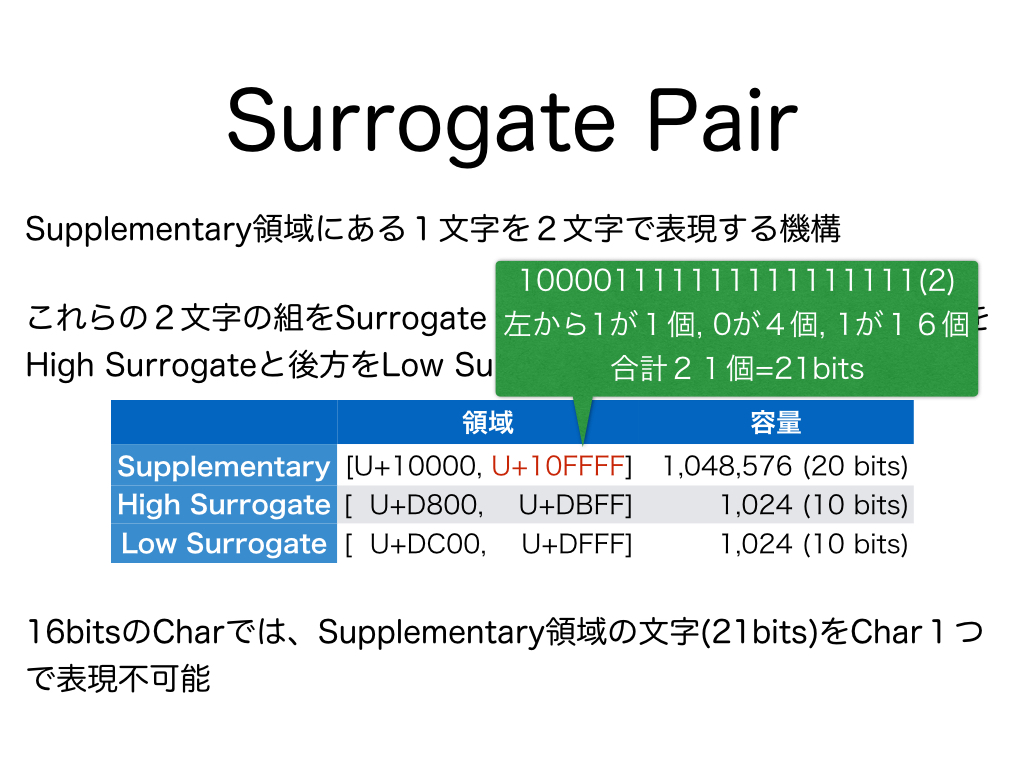 Surrogate Pair
Supplementary領域にある１文字を２文字で表現する機構
これらの２文字の組をSurrogate を
High Surrogateと後方をLow Su
100001111111111111111(2)
左から1が１個, 0が４個, 1が１６個
合計２１個=21bits
領域 容量
Supplementary [U+10000, U+10FFFF] 1,048,576 (20 bits)
High Surrogate [ U+D800, U+DBFF] 1,024 (10 bits)
Low Surrogate [ U+DC00, U+DFFF] 1,024 (10 bits)
16bitsのCharでは、Supplementary領域の文字(21bits)をChar１つ
で表現不可能